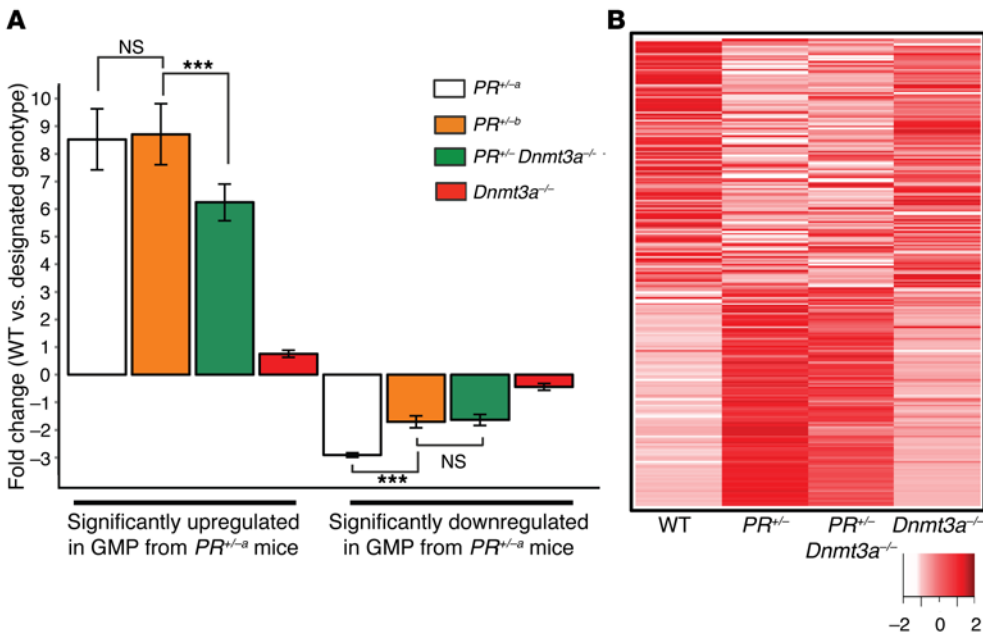 A
NS
***
10
9
8
7
6
5
4
3
2
1
0
−1
−2
−3
Fold change (WT vs. designated genotype)
PR+/–a
PR+/–b
PR+/– Dnmt3a–/–
Dnmt3a–/–
***
NS
Significantly upregulated
in GMP from PR+/–a mice
Significantly downregulated
in GMP from PR+/–a mice
B
WT
PR+/–
PR+/–
Dnmt3a–/–
Dnmt3a–/–
−2 0 2